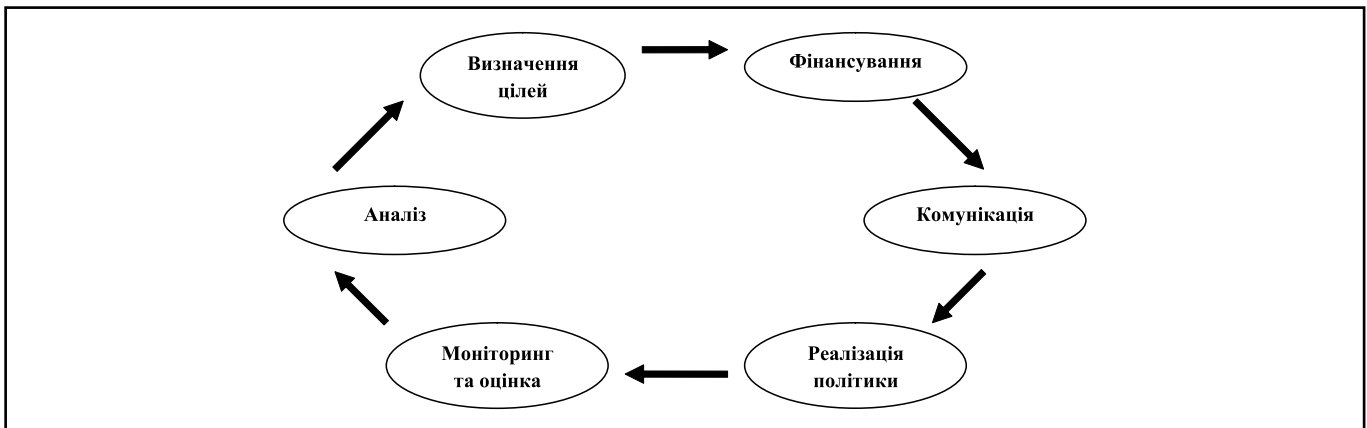 Визначення
цілей
Фінансування
Комунікація
Реалізація
політики
Моніторинг
та оцінка
Аналіз